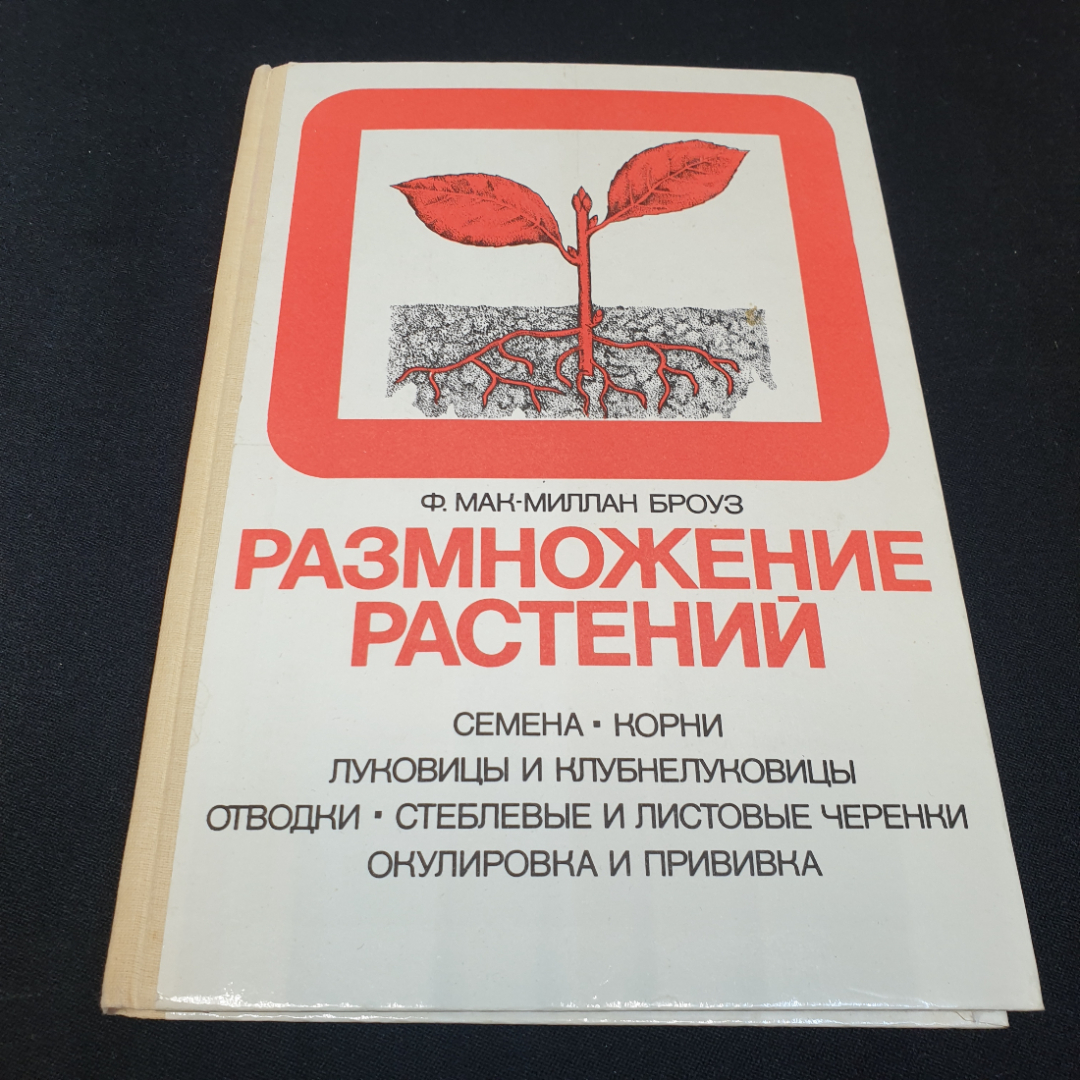 Ф. МАК-МИЛЛАН БРОУЗ
РАЗМНОЖЕНИЕ
РАСТЕНИЙ
СЕМЕНА ▪ КОРНИ
ЛУКОВИЦЫ И КЛУБНЕЛУКОВИЦЫ
ОТВОДКИ ▪ СТЕБЛЕВЫЕ И ЛИСТОВЫЕ ЧЕРЕНКИ
ОКУЛИРОВКА И ПРИВИВКА